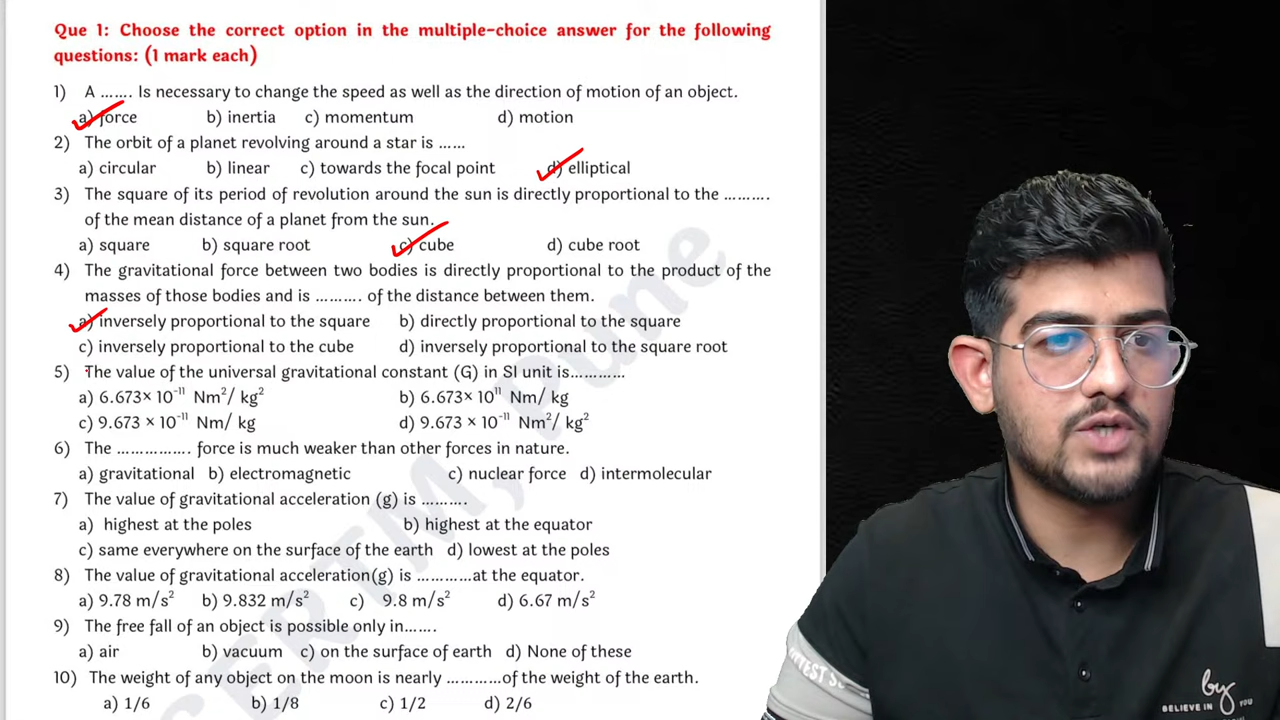 Que 1: Choose the correct option in the multiple-choice answer for the following
questions: (1 mark each)
1) A ....... Is necessary to change the speed as well as the direction of motion of an object.
a) force b) inertia c) momentum d) motion
2) The orbit of a planet revolving around a star is ......
a) circular b) linear c) towards the focal point d) elliptical
3) The square of its period of revolution around the sun is directly proportional to the ..........
of the mean distance of a planet from the sun.
a) square b) square root c) cube d) cube root
4) The gravitational force between two bodies is directly proportional to the product of the
masses of those bodies and is .......... of the distance between them.
a) inversely proportional to the square b) directly proportional to the square
c) inversely proportional to the cube d) inversely proportional to the square root
5) The value of the universal gravitational constant (G) in SI unit is............
a) 6.673× 10⁻¹¹ Nm²/ kg² b) 6.673× 10¹¹ Nm/ kg
c) 9.673 × 10⁻¹¹ Nm/ kg d) 9.673 × 10⁻¹¹ Nm²/ kg²
6) The ................ force is much weaker than other forces in nature.
a) gravitational b) electromagnetic c) nuclear force d) intermolecular
7) The value of gravitational acceleration (g) is ..........
a) highest at the poles b) highest at the equator
c) same everywhere on the surface of the earth d) lowest at the poles
8) The value of gravitational acceleration(g) is ............at the equator.
a) 9.78 m/s² b) 9.832 m/s² c) 9.8 m/s² d) 6.67 m/s²
9) The free fall of an object is possible only in.......
a) air b) vacuum c) on the surface of earth d) None of these
10) The weight of any object on the moon is nearly ............of the weight of the earth.
a) 1/6 b) 1/8 c) 1/2 d) 2/6
Pune
by
BELIEVE IN YOU